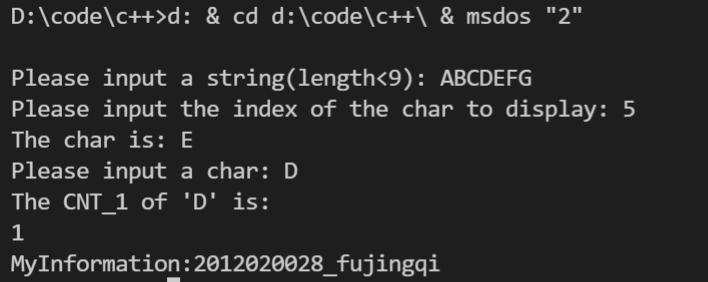 D:\code\c++>d: & cd d:\code\c++\ & msdos "2"
Please input a string(length<9): ABCDEFG
Please input the index of the char to display: 5
The char is: E
Please input a char: D
The CNT_1 of 'D' is:
1
MyInformation:2012020028_fujingqi